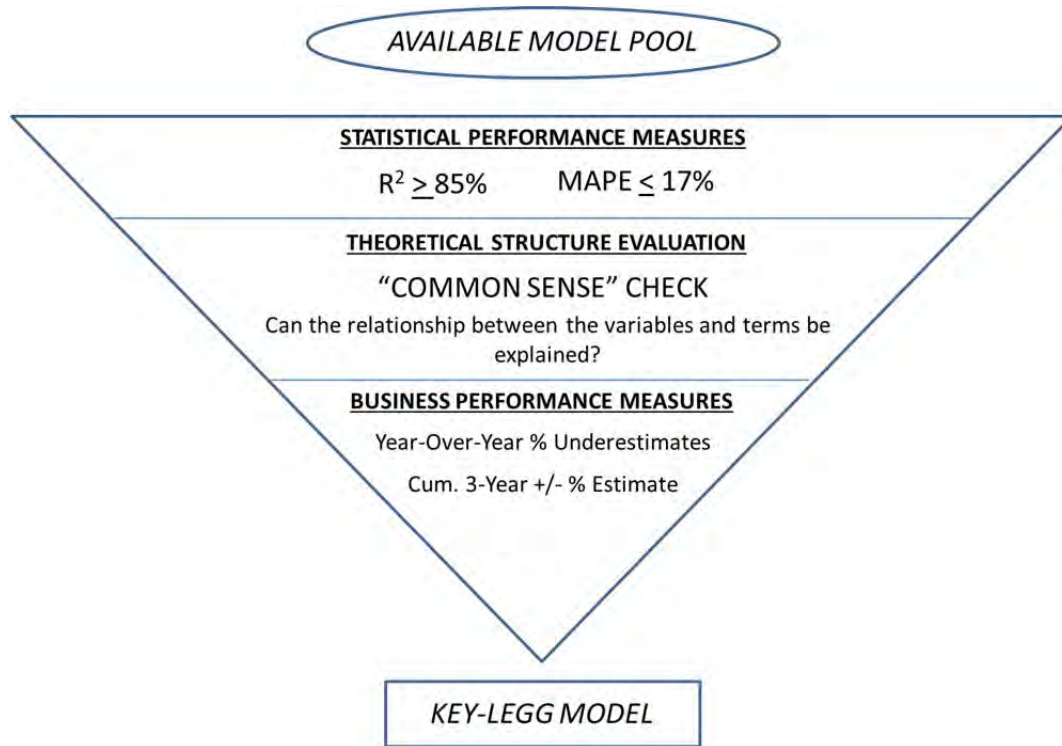 AVAILABLE MODEL POOL
STATISTICAL PERFORMANCE MEASURES
R² ≥ 85% MAPE ≤ 17%
THEORETICAL STRUCTURE EVALUATION
“COMMON SENSE” CHECK
Can the relationship between the variables and terms be
explained?
BUSINESS PERFORMANCE MEASURES
Year-Over-Year % Underestimates
Cum. 3-Year +/- % Estimate
KEY-LEGG MODEL